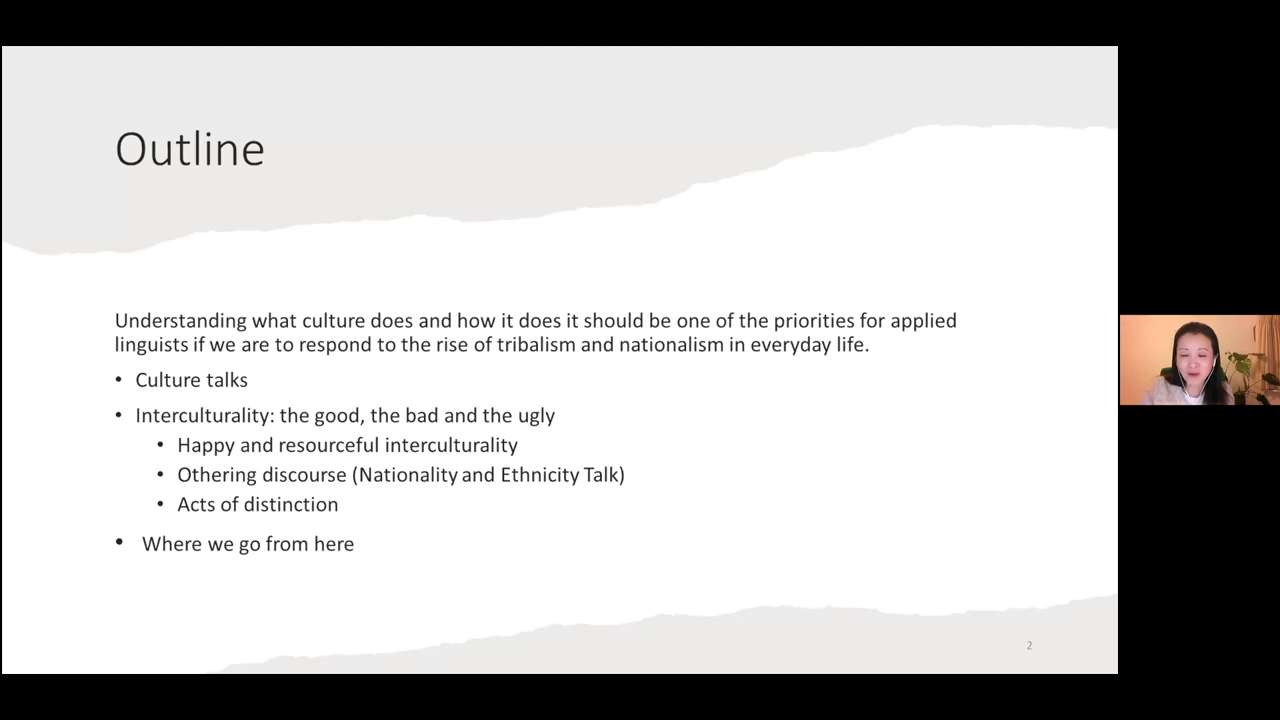 Outline
Understanding what culture does and how it does it should be one of the priorities for applied
linguists if we are to respond to the rise of tribalism and nationalism in everyday life.
• Culture talks
• Interculturality: the good, the bad and the ugly
• Happy and resourceful interculturality
• Othering discourse (Nationality and Ethnicity Talk)
• Acts of distinction
• Where we go from here
2